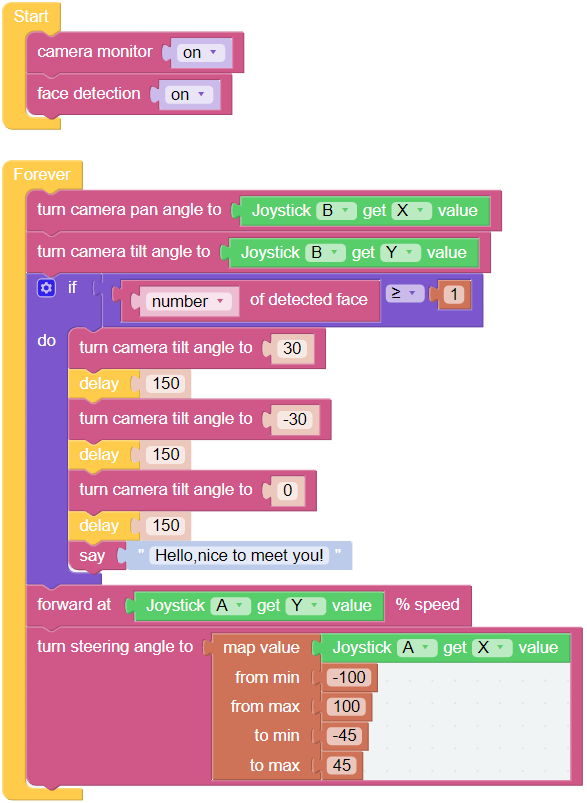 Start
camera monitor on
face detection on
Forever
turn camera pan angle to Joystick B get X value
turn camera tilt angle to Joystick B get Y value
if number of detected face ≥ 1
do turn camera tilt angle to 30
delay 150
turn camera tilt angle to -30
delay 150
turn camera tilt angle to 0
delay 150
say " Hello,nice to meet you! "
forward at Joystick A get Y value % speed
turn steering angle to map value Joystick A get X value
from min -100
from max 100
to min -45
to max 45